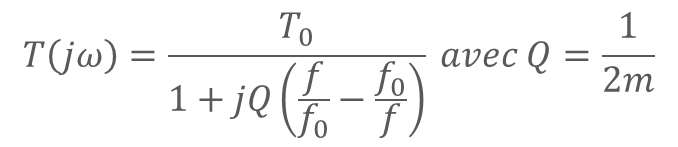 T(jω) = T₀ / (1 + jQ (f/f₀ − f₀/f)) avec Q = 1/2m